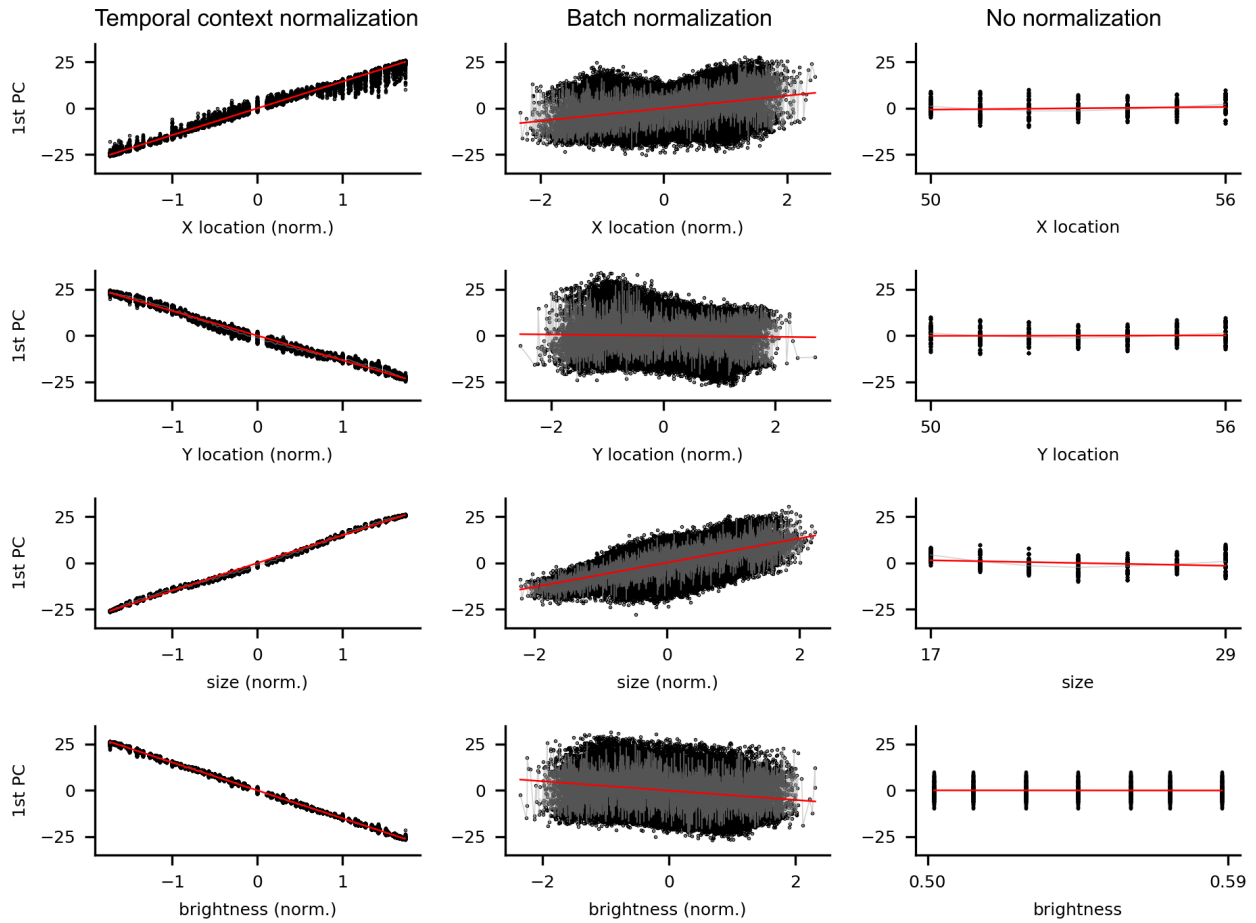 Temporal context normalization Batch normalization No normalization
1st PC
25
0
−25
−1 0 1
X location (norm.)
25
0
−25
−2 0 2
X location (norm.)
25
0
−25
50 56
X location
1st PC
25
0
−25
−1 0 1
Y location (norm.)
25
0
−25
−2 0 2
Y location (norm.)
25
0
−25
50 56
Y location
1st PC
25
0
−25
−1 0 1
size (norm.)
25
0
−25
−2 0 2
size (norm.)
25
0
−25
17 29
size
1st PC
25
0
−25
−1 0 1
brightness (norm.)
25
0
−25
−2 0 2
brightness (norm.)
25
0
−25
0.50 0.59
brightness